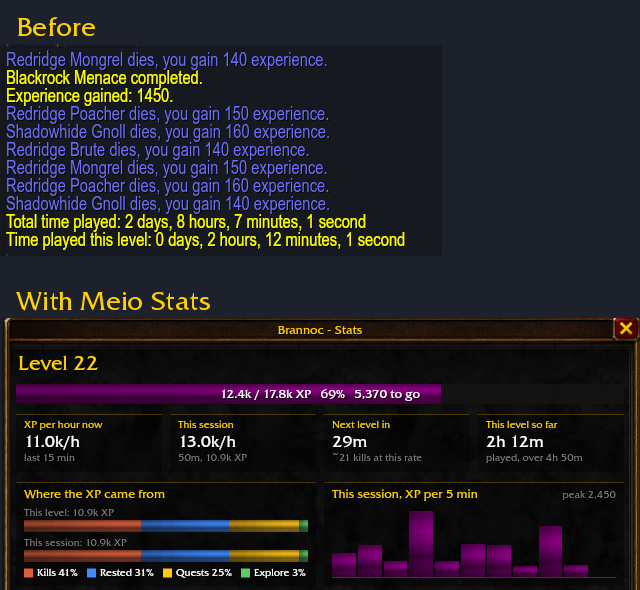 Before
Redridge Mongrel dies, you gain 140 experience.
Blackrock Menace completed.
Experience gained: 1450.
Redridge Poacher dies, you gain 150 experience.
Shadowhide Gnoll dies, you gain 160 experience.
Redridge Brute dies, you gain 140 experience.
Redridge Mongrel dies, you gain 150 experience.
Redridge Poacher dies, you gain 160 experience.
Shadowhide Gnoll dies, you gain 140 experience.
Total time played: 2 days, 8 hours, 7 minutes, 1 second
Time played this level: 0 days, 2 hours, 12 minutes, 1 second
With Meio Stats
Brannoc - Stats
Level 22
12.4k / 17.8k XP 69% 5,370 to go
XP per hour now
11.0k/h
last 15 min
This session
13.0k/h
50m, 10.9k XP
Next level in
29m
~21 kills at this rate
This level so far
2h 12m
played, over 4h 50m
Where the XP came from
This level: 10.9k XP
This session: 10.9k XP
Kills 41% Rested 31% Quests 25% Explore 3%
This session, XP per 5 min peak 2,450